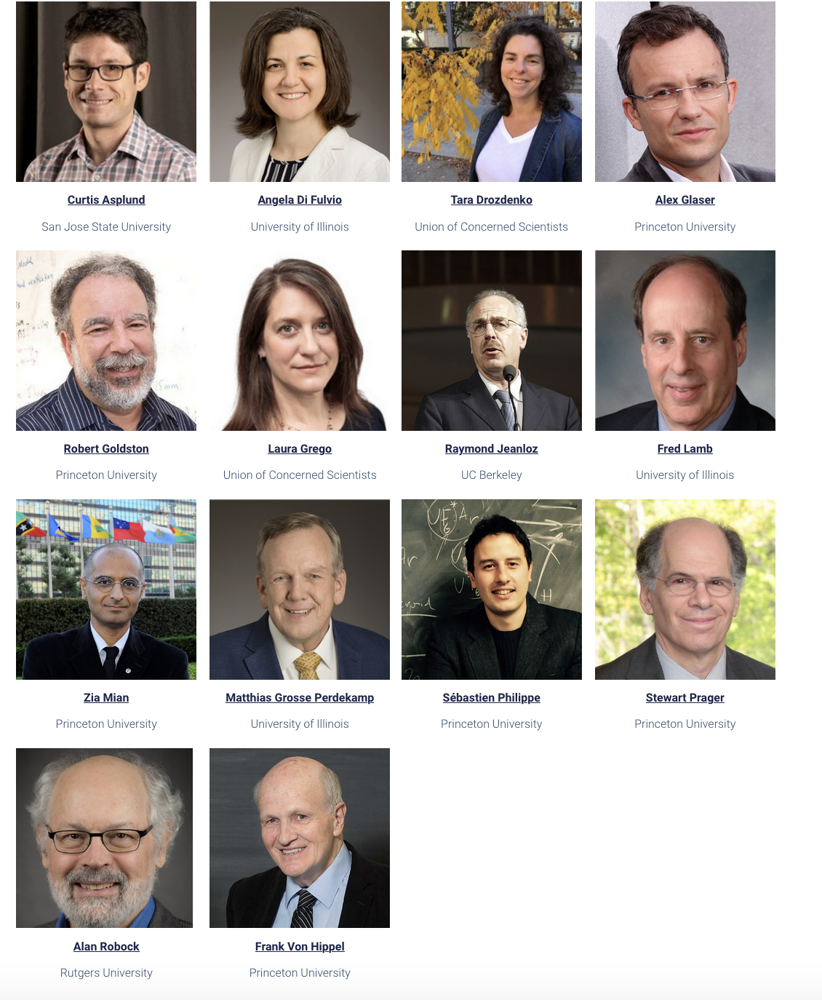 Curtis Asplund
San Jose State University
Angela Di Fulvio
University of Illinois
Tara Drozdenko
Union of Concerned Scientists
Alex Glaser
Princeton University
Robert Goldston
Princeton University
Laura Grego
Union of Concerned Scientists
Raymond Jeanloz
UC Berkeley
Fred Lamb
University of Illinois
Zia Mian
Princeton University
Matthias Grosse Perdekamp
University of Illinois
Sébastien Philippe
Princeton University
Stewart Prager
Princeton University
Alan Robock
Rutgers University
Frank Von Hippel
Princeton University